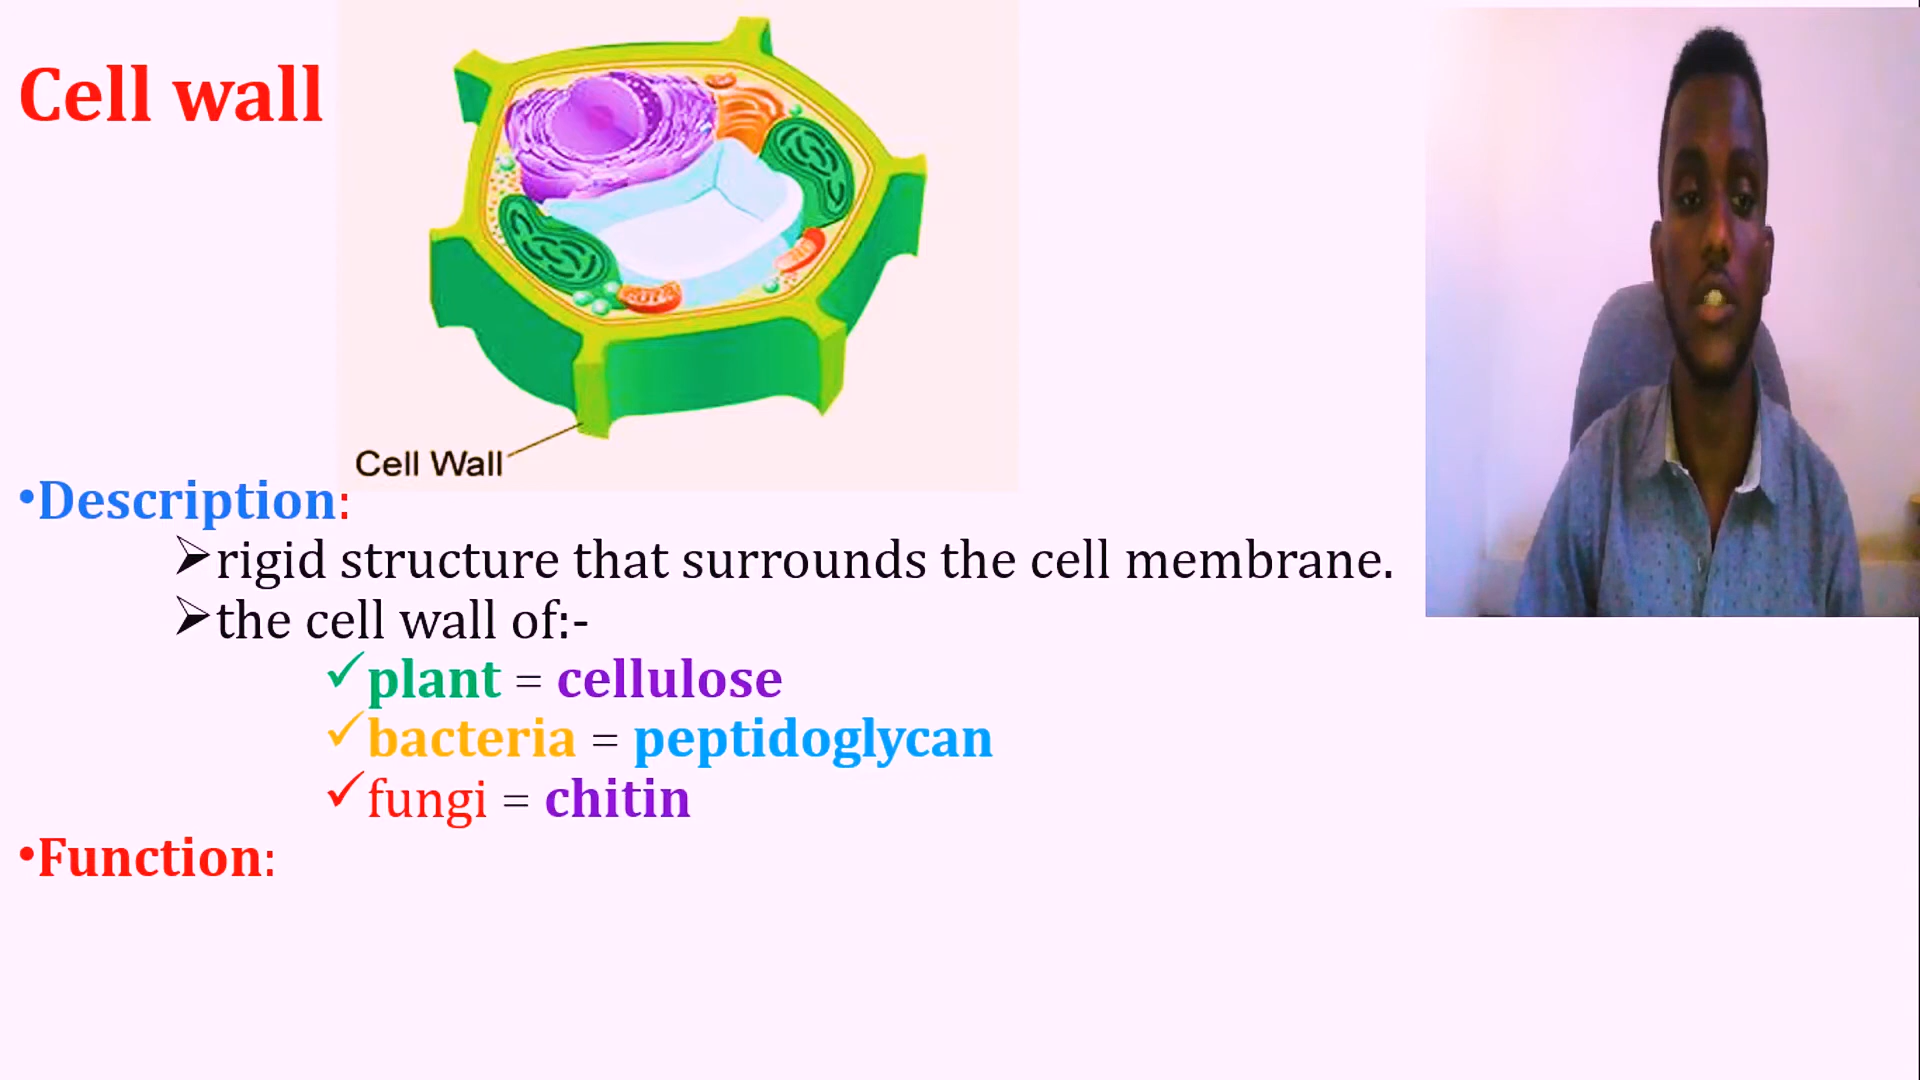 Cell wall
Cell Wall
•Description:
➢rigid structure that surrounds the cell membrane.
➢the cell wall of:-
✓plant = cellulose
✓bacteria = peptidoglycan
✓fungi = chitin
•Function: